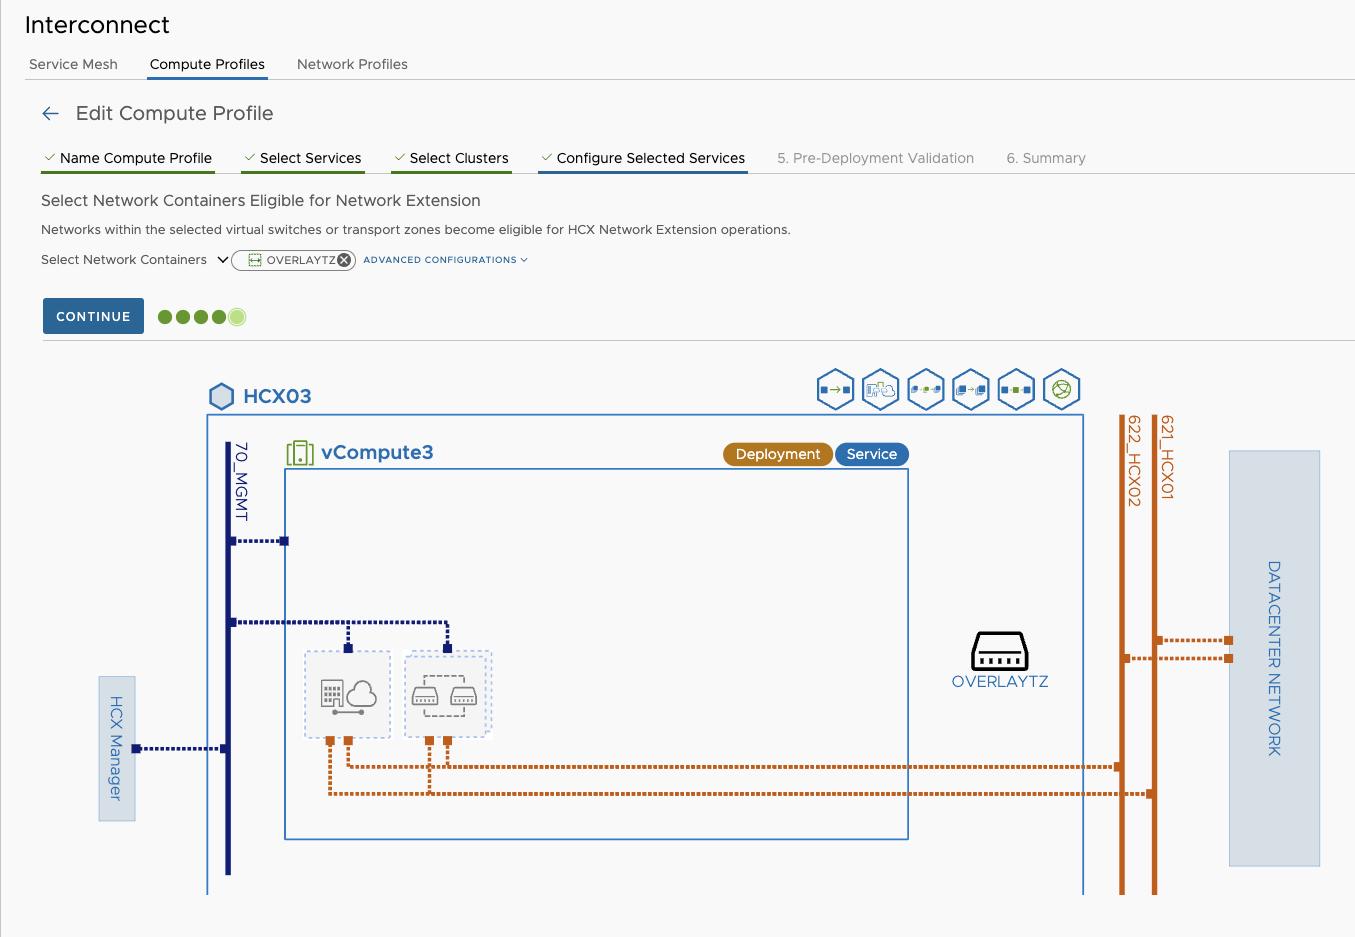 Interconnect
Service Mesh
Compute Profiles
Network Profiles
Edit Compute Profile
Name Compute Profile
Select Services
Select Clusters
Configure Selected Services
5. Pre-Deployment Validation
6. Summary
Select Network Containers Eligible for Network Extension
Networks within the selected virtual switches or transport zones become eligible for HCX Network Extension operations.
Select Network Containers
OVERLAYTZ
ADVANCED CONFIGURATIONS
CONTINUE
HCX03
70_MGMT
vCompute3
Deployment
Service
622_HCX02
621_HCX01
DATACENTER NETWORK
OVERLAYTZ
HCX Manager